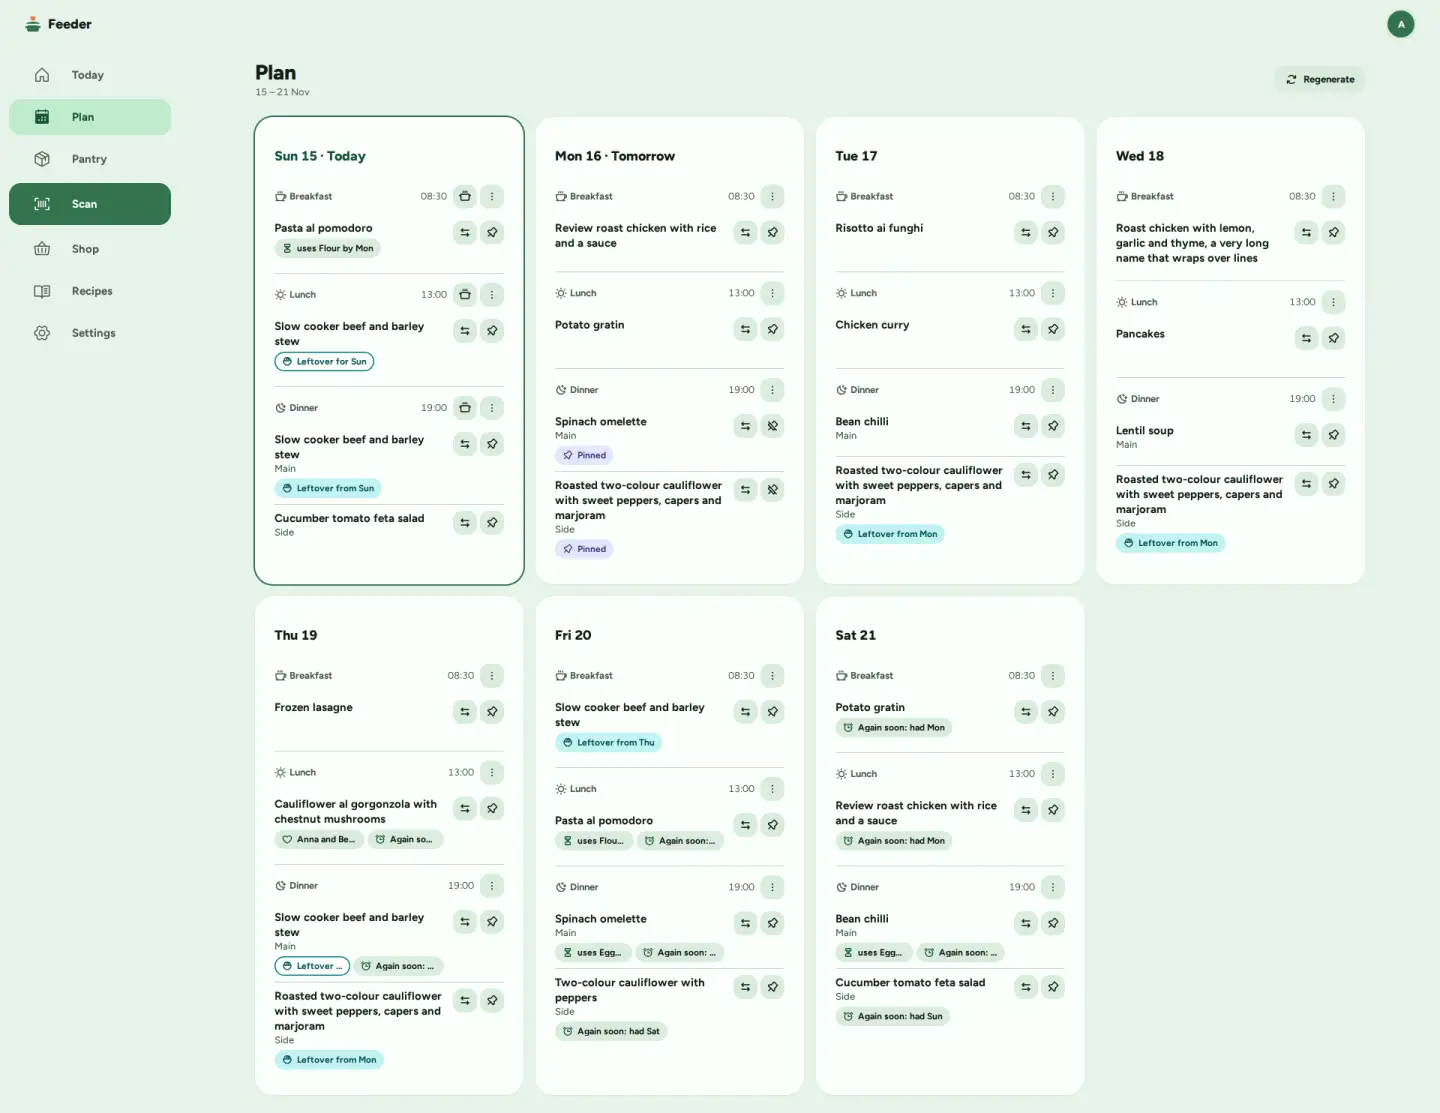 Feeder
A
Today
Plan
Pantry
Scan
Shop
Recipes
Settings
Plan
15 – 21 Nov
Regenerate
Sun 15 · Today
Breakfast 08:30
Pasta al pomodoro
uses Flour by Mon
Lunch 13:00
Slow cooker beef and barley
stew
Leftover for Sun
Dinner 19:00
Slow cooker beef and barley
stew
Main
Leftover from Sun
Cucumber tomato feta salad
Side
Mon 16 · Tomorrow
Breakfast 08:30
Review roast chicken with rice
and a sauce
Lunch 13:00
Potato gratin
Dinner 19:00
Spinach omelette
Main
Pinned
Roasted two-colour cauliflower
with sweet peppers, capers and
marjoram
Side
Pinned
Tue 17
Breakfast 08:30
Risotto ai funghi
Lunch 13:00
Chicken curry
Dinner 19:00
Bean chilli
Main
Roasted two-colour cauliflower
with sweet peppers, capers and
marjoram
Side
Leftover from Mon
Wed 18
Breakfast 08:30
Roast chicken with lemon,
garlic and thyme, a very long
name that wraps over lines
Lunch 13:00
Pancakes
Dinner 19:00
Lentil soup
Main
Roasted two-colour cauliflower
with sweet peppers, capers and
marjoram
Side
Leftover from Mon
Thu 19
Breakfast 08:30
Frozen lasagne
Lunch 13:00
Cauliflower al gorgonzola with
chestnut mushrooms
Anna and Be... Again so...
Dinner 19:00
Slow cooker beef and barley
stew
Main
Leftover ... Again soon: ...
Roasted two-colour cauliflower
with sweet peppers, capers and
marjoram
Side
Leftover from Mon
Fri 20
Breakfast 08:30
Slow cooker beef and barley
stew
Leftover from Thu
Lunch 13:00
Pasta al pomodoro
uses Flou... Again soon:...
Dinner 19:00
Spinach omelette
Main
uses Egg... Again soon: ...
Two-colour cauliflower with
peppers
Side
Again soon: had Sat
Sat 21
Breakfast 08:30
Potato gratin
Again soon: had Mon
Lunch 13:00
Review roast chicken with rice
and a sauce
Again soon: had Mon
Dinner 19:00
Bean chilli
Main
uses Egg... Again soon: ...
Cucumber tomato feta salad
Side
Again soon: had Sun